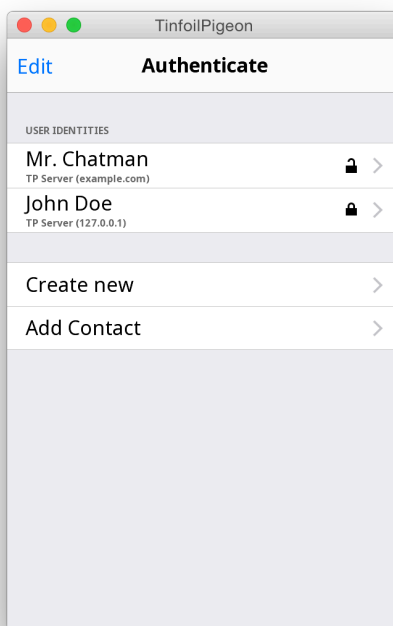 TinfoilPigeon
Edit
Authenticate
USER IDENTITIES
Mr. Chatman
TP Server (example.com)
John Doe
TP Server (127.0.0.1)
Create new
Add Contact